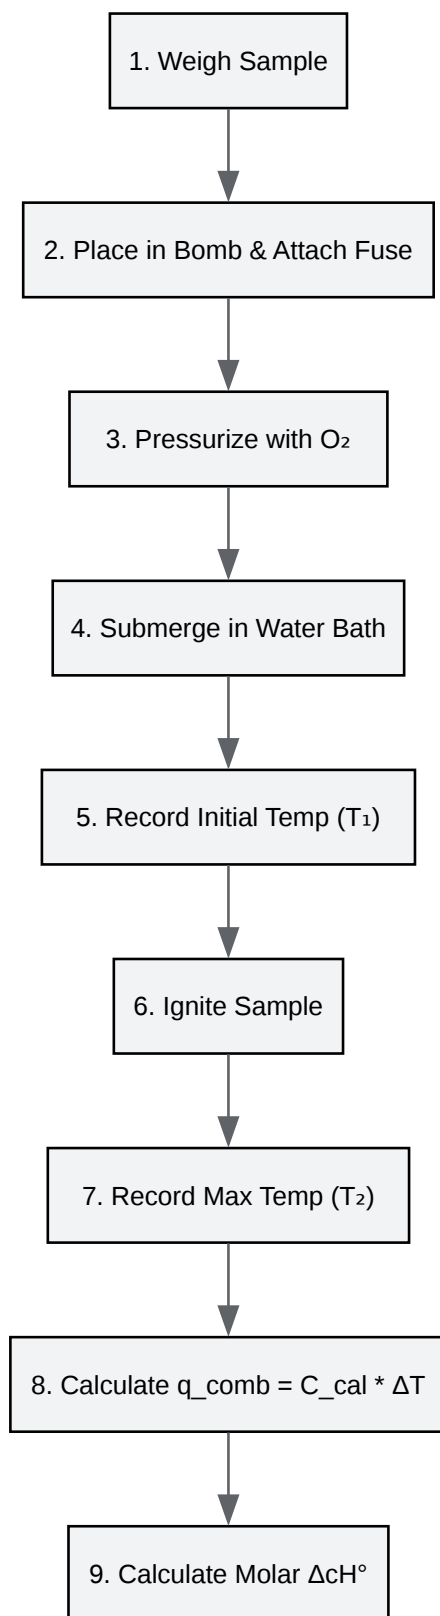 1. Weigh Sample
2. Place in Bomb & Attach Fuse
3. Pressurize with O₂
4. Submerge in Water Bath
5. Record Initial Temp (T₁)
6. Ignite Sample
7. Record Max Temp (T₂)
8. Calculate q_comb = C_cal * ΔT
9. Calculate Molar ΔcH°